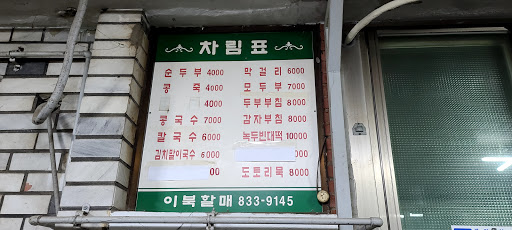 차림표
순두부 4000
콩죽 4000
4000
콩국수 7000
칼국수 6000
김치말이국수 6000
00
막걸리 6000
모두부 7000
두부부침 8000
감자부침 8000
녹두빈대떡 10000
000
도토리묵 8000
이북할매 833-9145